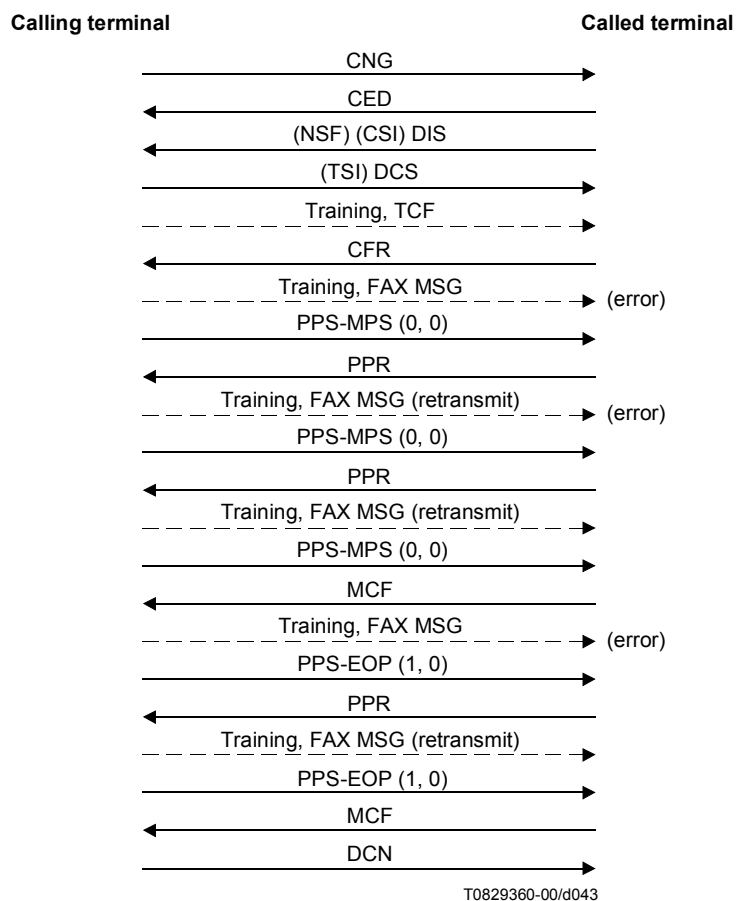 Calling terminal Called terminal
CNG
CED
(NSF) (CSI) DIS
(TSI) DCS
Training, TCF
CFR
Training, FAX MSG (error)
PPS-MPS (0, 0)
PPR
Training, FAX MSG (retransmit) (error)
PPS-MPS (0, 0)
PPR
Training, FAX MSG (retransmit)
PPS-MPS (0, 0)
MCF
Training, FAX MSG (error)
PPS-EOP (1, 0)
PPR
Training, FAX MSG (retransmit)
PPS-EOP (1, 0)
MCF
DCN
T0829360-00/d043